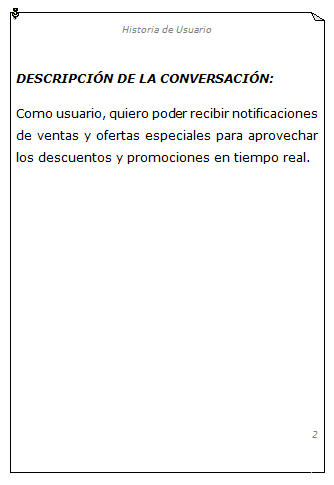 Historia de Usuario
DESCRIPCIÓN DE LA CONVERSACIÓN:
Como usuario, quiero poder recibir notificaciones
de ventas y ofertas especiales para aprovechar
los descuentos y promociones en tiempo real.
2